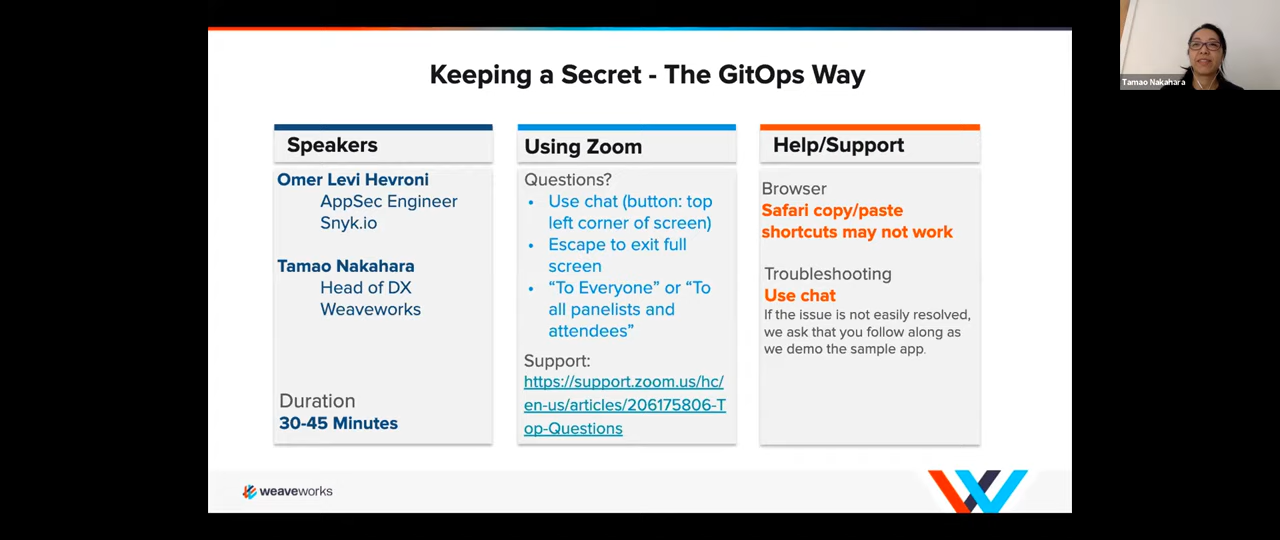 Keeping a Secret - The GitOps Way
Speakers
Omer Levi Hevroni
AppSec Engineer
Snyk.io
Tamao Nakahara
Head of DX
Weaveworks
Duration
30-45 Minutes
Using Zoom
Questions?
• Use chat (button: top
left corner of screen)
• Escape to exit full
screen
• “To Everyone” or “To
all panelists and
attendees”
Support:
https://support.zoom.us/hc/
en-us/articles/206175806-T
op-Questions
Help/Support
Browser
Safari copy/paste
shortcuts may not work
Troubleshooting
Use chat
If the issue is not easily resolved,
we ask that you follow along as
we demo the sample app.
weaveworks
Tamao Nakahara